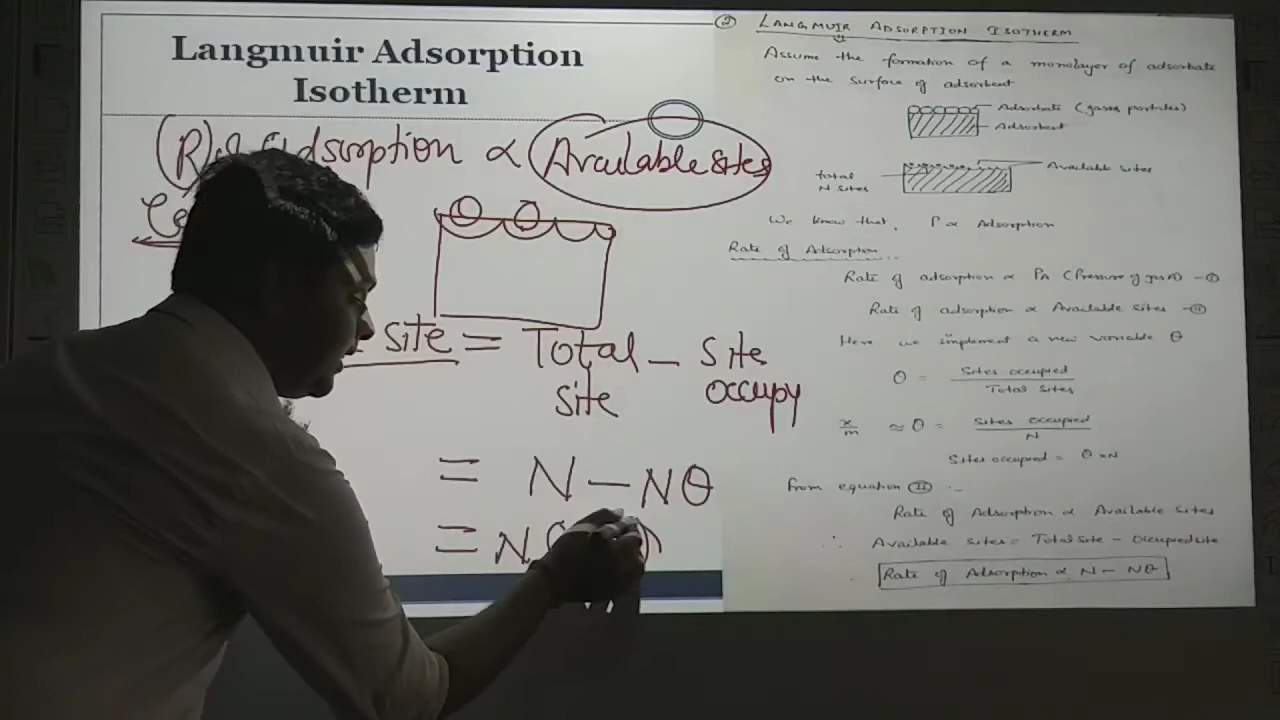 Langmuir Adsorption
Isotherm
(R) Adsorption ∝ Available sites
site = Total - Site
site occupy
= N - Nθ
= N (
② LANGMUIR ADSORPTION ISOTHERM
Assume the formation of a monolayer of adsorbate
on the surface of adsorbent
Adsorbate (gases particles)
Adsorbent
Available sites
total
N sites
We know that, P ∝ Adsorption
Rate of Adsorption
Rate of adsorption ∝ PA (Pressure of gas A) - ①
Rate of adsorption ∝ Available sites - ⑪
Here we implement a new variable θ
θ = Sites occupied
Total sites
x/m ≈ θ = Sites occupied
N
Sites occupied = θ × N
from equation ⑪ :-
Rate of Adsorption ∝ Available sites
∴ Available sites = Total site - occupied site
Rate of Adsorption ∝ N - Nθ